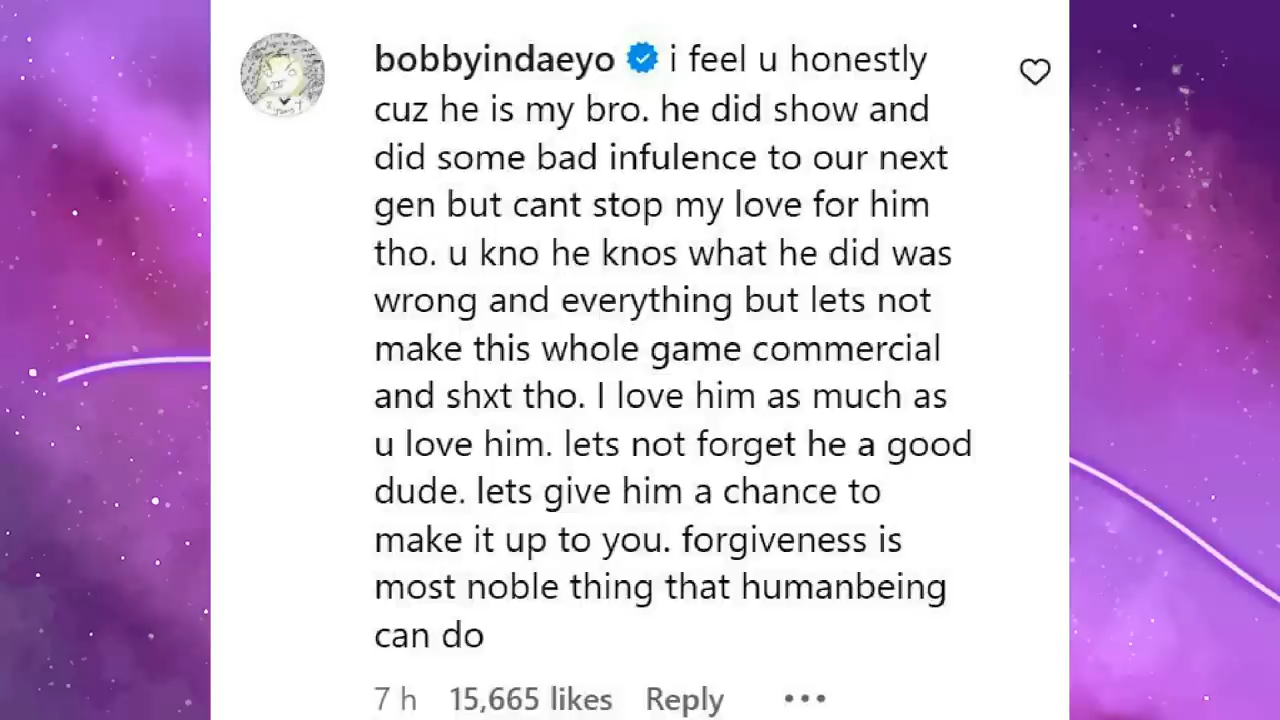 bobbyindaeyo i feel u honestly
cuz he is my bro. he did show and
did some bad infulence to our next
gen but cant stop my love for him
tho. u kno he knos what he did was
wrong and everything but lets not
make this whole game commercial
and shxt tho. I love him as much as
u love him. lets not forget he a good
dude. lets give him a chance to
make it up to you. forgiveness is
most noble thing that humanbeing
can do
7 h 15,665 likes Reply •••